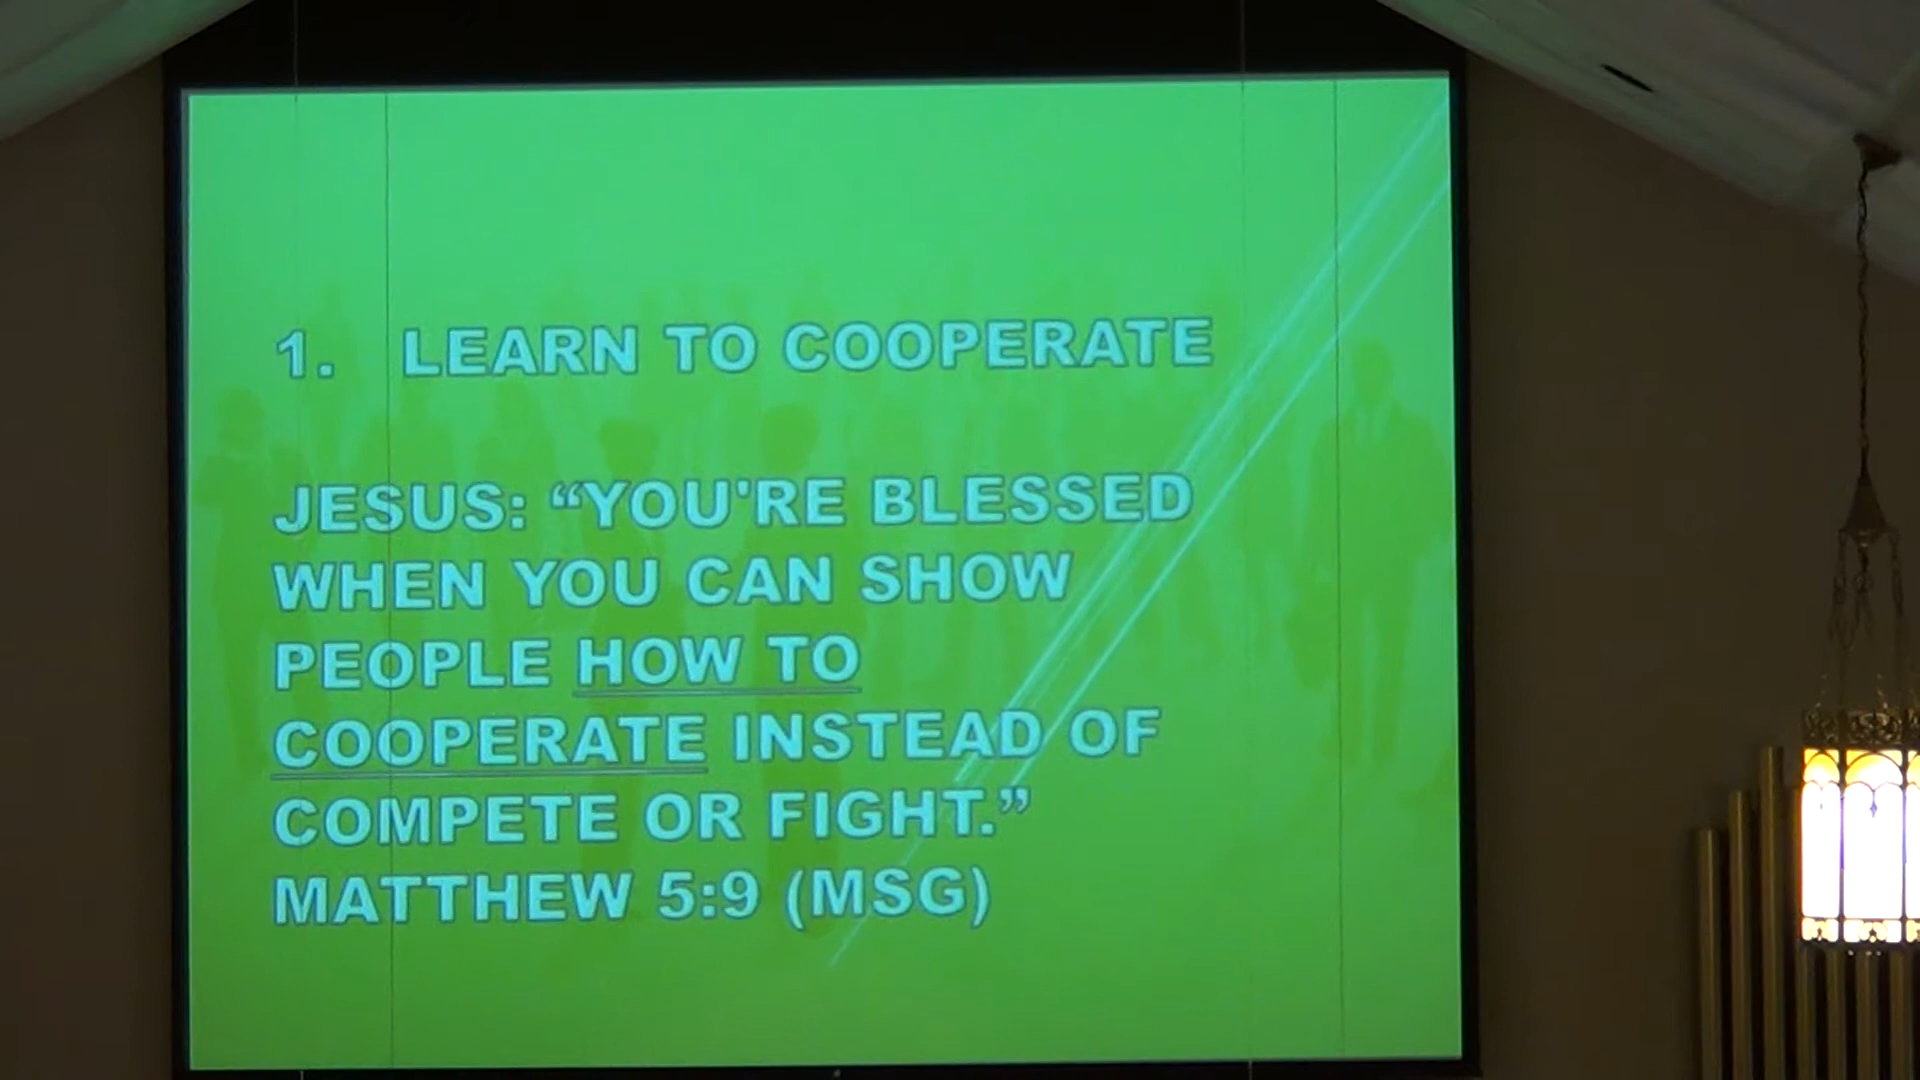 1. LEARN TO COOPERATE
JESUS: “YOU'RE BLESSED
WHEN YOU CAN SHOW
PEOPLE HOW TO
COOPERATE INSTEAD OF
COMPETE OR FIGHT.”
MATTHEW 5:9 (MSG)